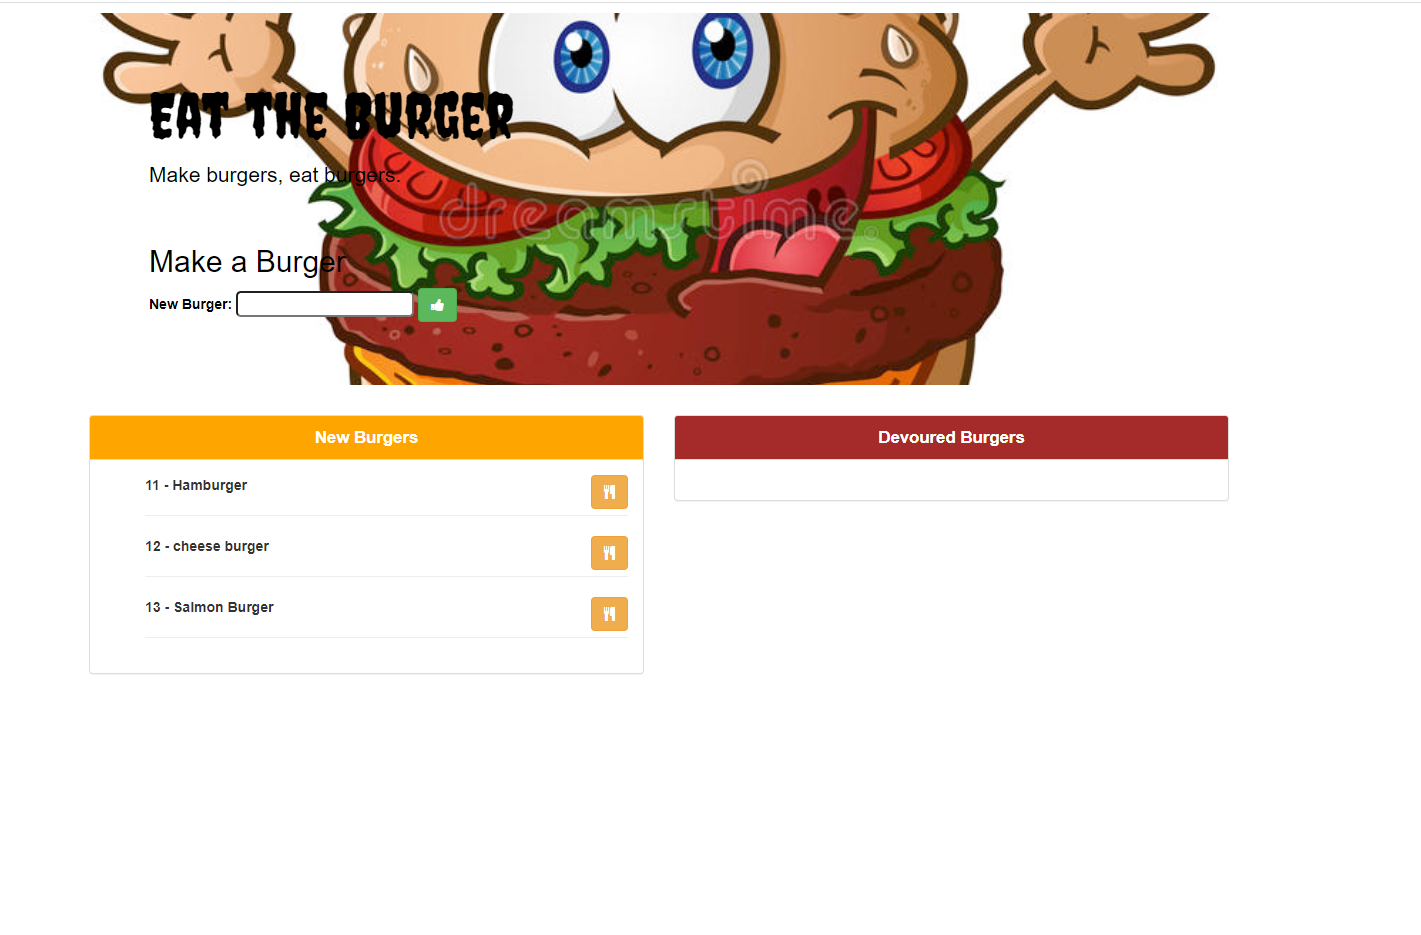 EAT THE BURGER
Make burgers, eat burgers.
dreamstime.
Make a Burger
New Burger:
New Burgers
11 - Hamburger
12 - cheese burger
13 - Salmon Burger
Devoured Burgers